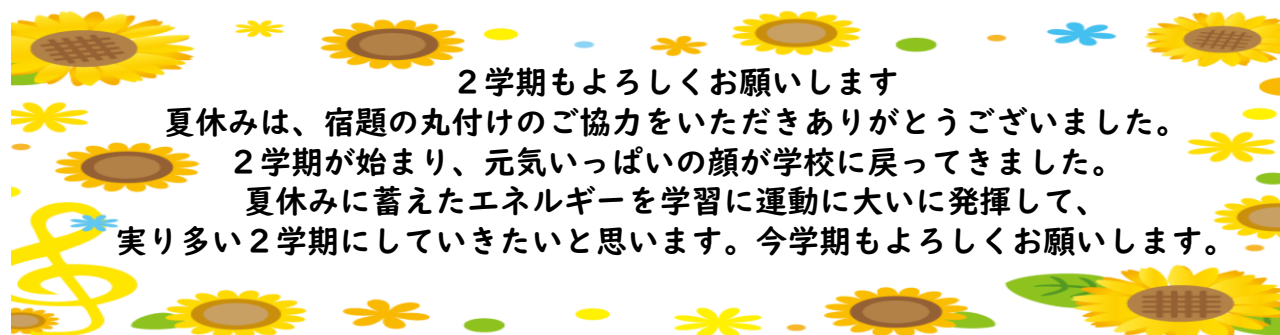 ２学期もよろしくお願いします
夏休みは、宿題の丸付けのご協力をいただきありがとうございました。
２学期が始まり、元気いっぱいの顔が学校に戻ってきました。
夏休みに蓄えたエネルギーを学習に運動に大いに発揮して、
実り多い２学期にしていきたいと思います。今学期もよろしくお願いします。